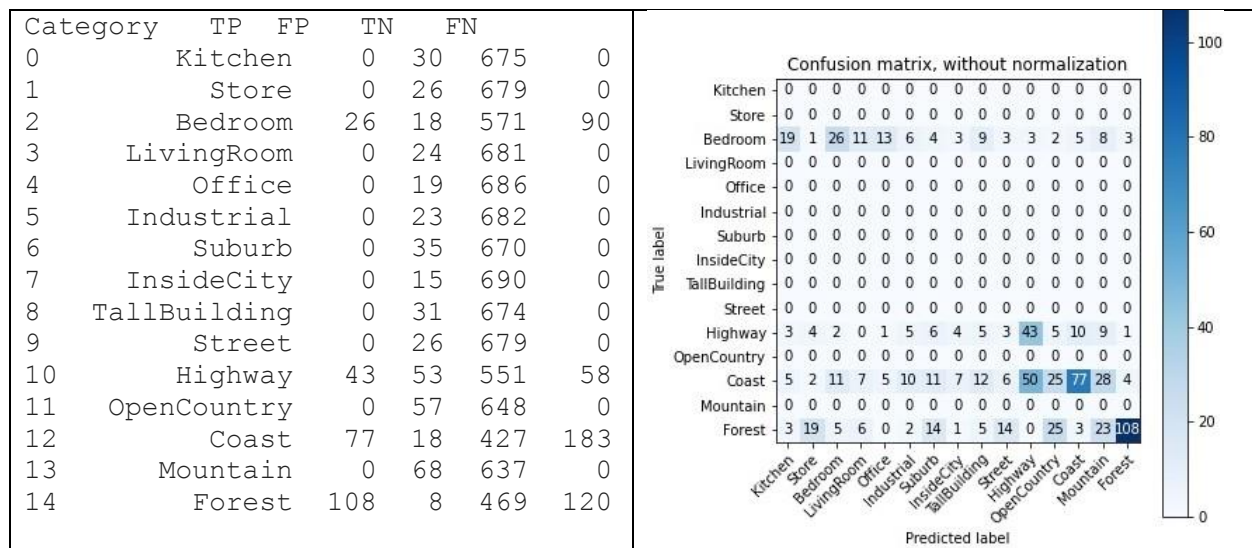 Category TP FP TN FN
0 Kitchen 0 30 675 0
1 Store 0 26 679 0
2 Bedroom 26 18 571 90
3 LivingRoom 0 24 681 0
4 Office 0 19 686 0
5 Industrial 0 23 682 0
6 Suburb 0 35 670 0
7 InsideCity 0 15 690 0
8 TallBuilding 0 31 674 0
9 Street 0 26 679 0
10 Highway 43 53 551 58
11 OpenCountry 0 57 648 0
12 Coast 77 18 427 183
13 Mountain 0 68 637 0
14 Forest 108 8 469 120
Confusion matrix, without normalization
True label
Kitchen 0 0 0 0 0 0 0 0 0 0 0 0 0 0 0
Store 0 0 0 0 0 0 0 0 0 0 0 0 0 0 0
Bedroom 19 1 26 11 13 6 4 3 9 3 3 2 5 8 3
LivingRoom 0 0 0 0 0 0 0 0 0 0 0 0 0 0 0
Office 0 0 0 0 0 0 0 0 0 0 0 0 0 0 0
Industrial 0 0 0 0 0 0 0 0 0 0 0 0 0 0 0
Suburb 0 0 0 0 0 0 0 0 0 0 0 0 0 0 0
InsideCity 0 0 0 0 0 0 0 0 0 0 0 0 0 0 0
TallBuilding 0 0 0 0 0 0 0 0 0 0 0 0 0 0 0
Street 0 0 0 0 0 0 0 0 0 0 0 0 0 0 0
Highway 3 4 2 0 1 5 6 4 5 3 43 5 10 9 1
OpenCountry 0 0 0 0 0 0 0 0 0 0 0 0 0 0 0
Coast 5 2 11 7 5 10 11 7 12 6 50 25 77 28 4
Mountain 0 0 0 0 0 0 0 0 0 0 0 0 0 0 0
Forest 3 19 5 6 0 2 14 1 5 14 0 25 3 23 108
Kitchen
Store
Bedroom
LivingRoom
Office
Industrial
Suburb
InsideCity
TallBuilding
Street
Highway
OpenCountry
Coast
Mountain
Forest
Predicted label
100
80
60
40
20
0